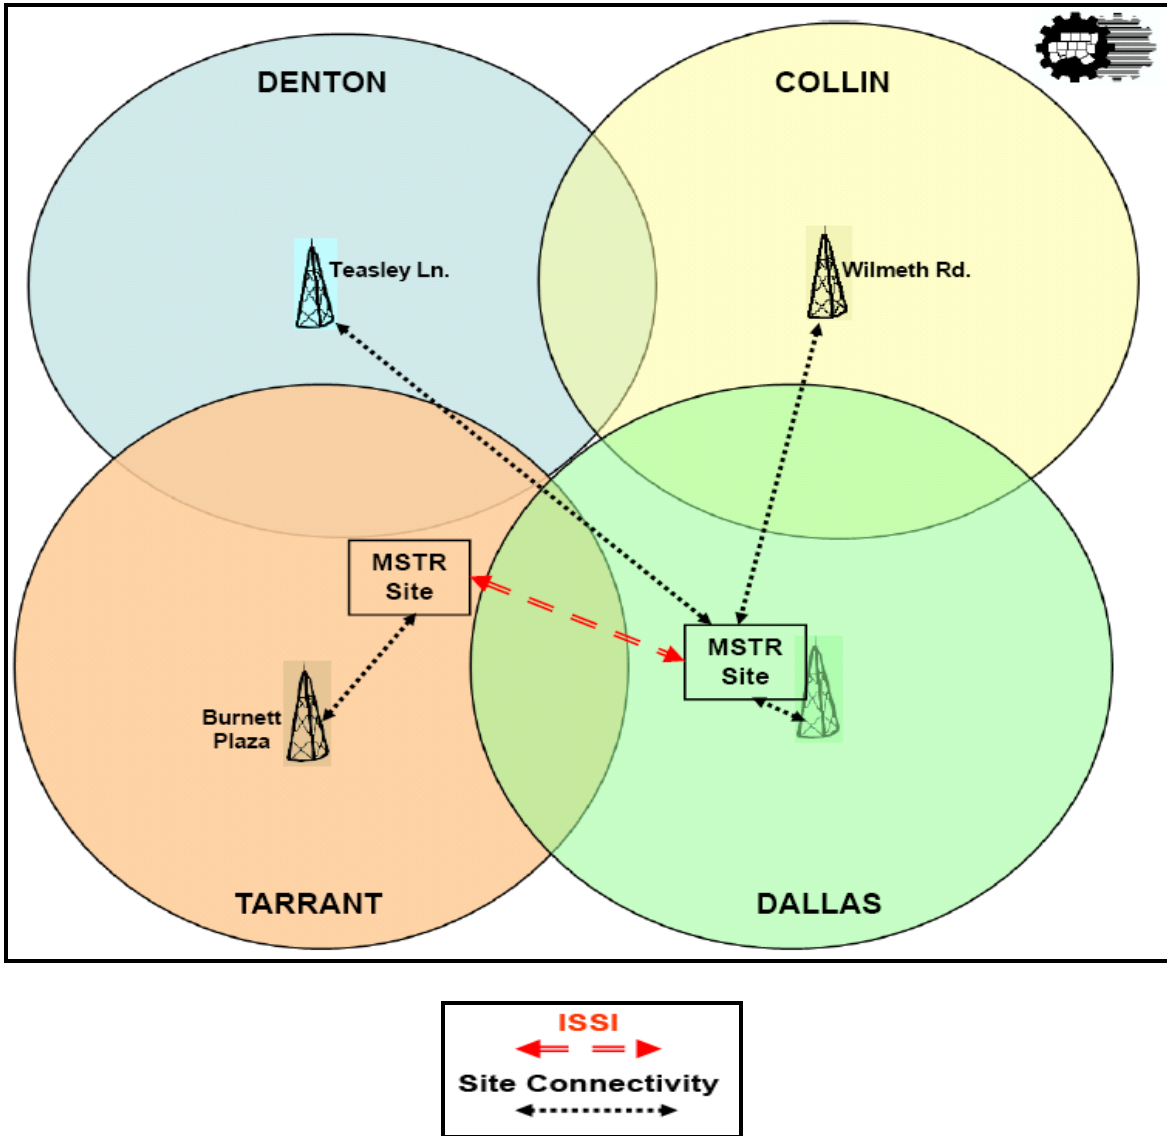 DENTON
COLLIN
Teasley Ln.
Wilmeth Rd.
MSTR
Site
MSTR
Site
Burnett
Plaza
TARRANT
DALLAS
ISSI
Site Connectivity